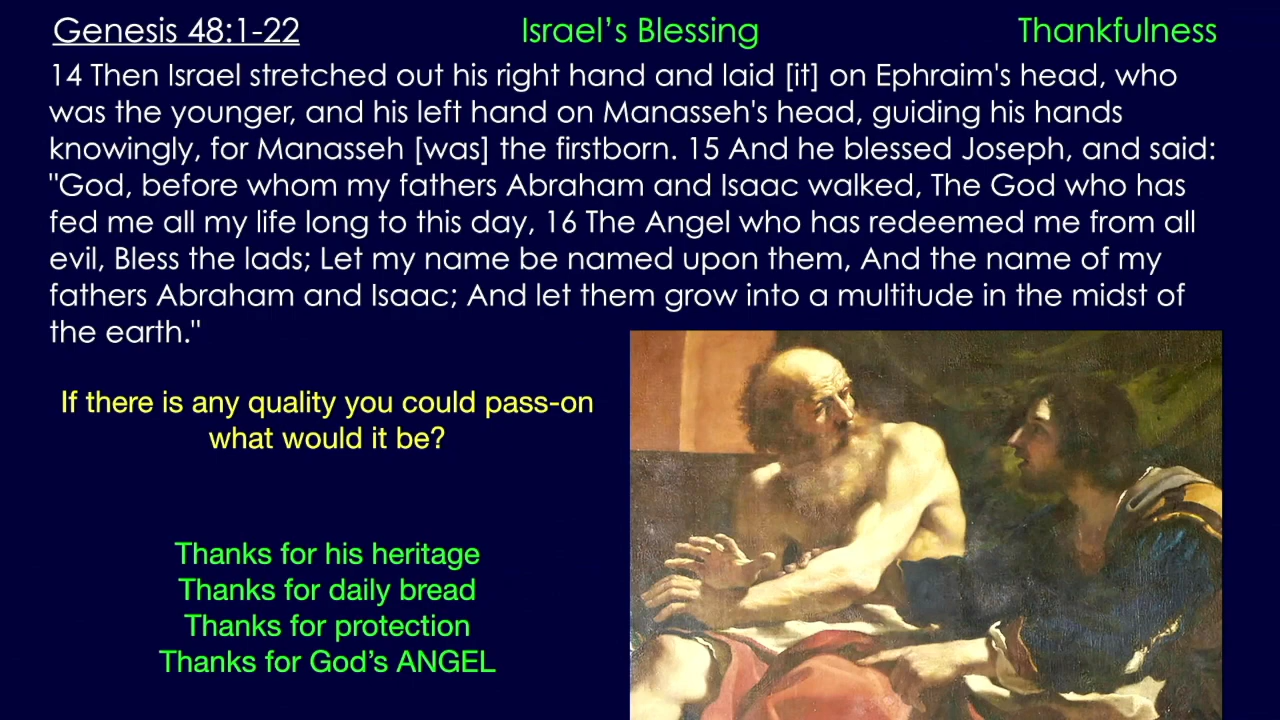 Genesis 48:1-22 Israel’s Blessing Thankfulness
14 Then Israel stretched out his right hand and laid [it] on Ephraim's head, who
was the younger, and his left hand on Manasseh's head, guiding his hands
knowingly, for Manasseh [was] the firstborn. 15 And he blessed Joseph, and said:
"God, before whom my fathers Abraham and Isaac walked, The God who has
fed me all my life long to this day, 16 The Angel who has redeemed me from all
evil, Bless the lads; Let my name be named upon them, And the name of my
fathers Abraham and Isaac; And let them grow into a multitude in the midst of
the earth."
If there is any quality you could pass-on
what would it be?
Thanks for his heritage
Thanks for daily bread
Thanks for protection
Thanks for God’s ANGEL